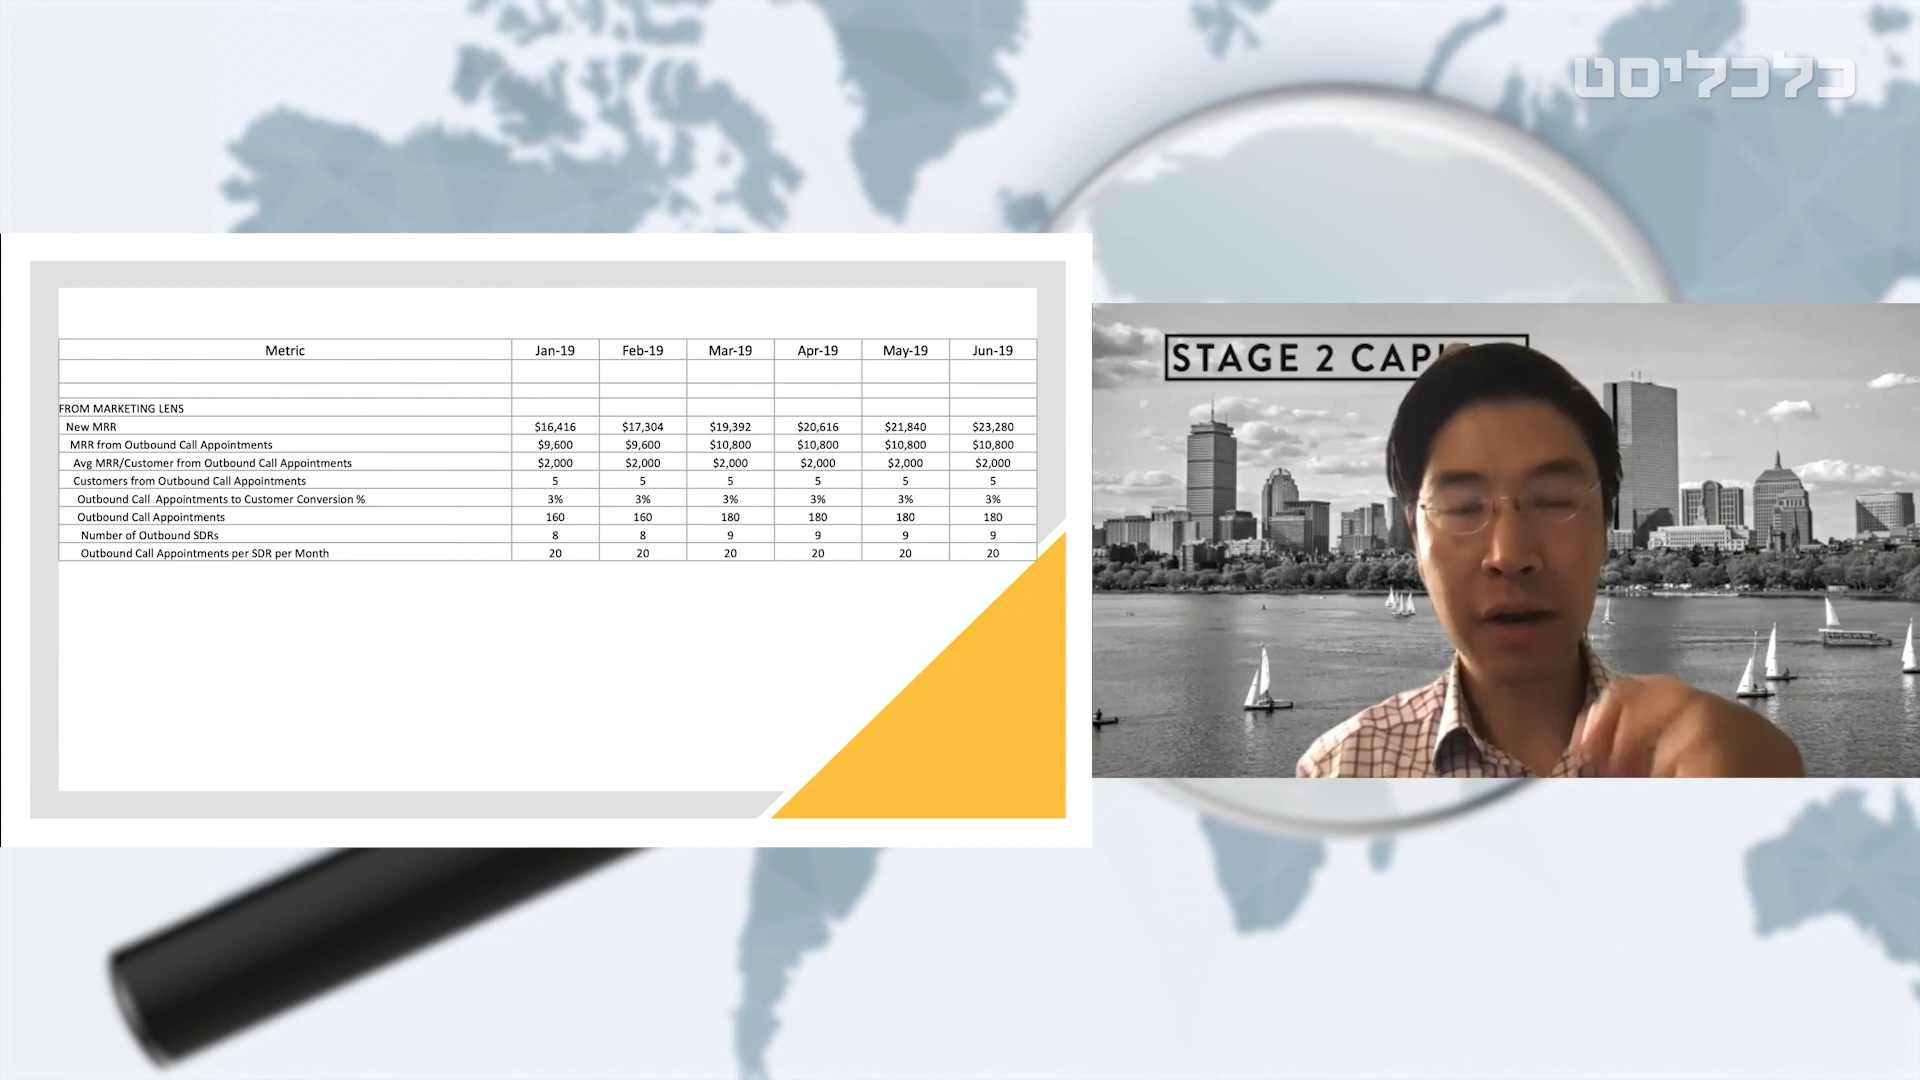 כלכליסט
STAGE 2 CAPI
Metric Jan-19 Feb-19 Mar-19 Apr-19 May-19 Jun-19
FROM MARKETING LENS
New MRR $16,416 $17,304 $19,392 $20,616 $21,840 $23,280
MRR from Outbound Call Appointments $9,600 $9,600 $10,800 $10,800 $10,800 $10,800
Avg MRR/Customer from Outbound Call Appointments $2,000 $2,000 $2,000 $2,000 $2,000 $2,000
Customers from Outbound Call Appointments 5 5 5 5 5 5
Outbound Call Appointments to Customer Conversion % 3% 3% 3% 3% 3% 3%
Outbound Call Appointments 160 160 180 180 180 180
Number of Outbound SDRs 8 8 9 9 9 9
Outbound Call Appointments per SDR per Month 20 20 20 20 20 20